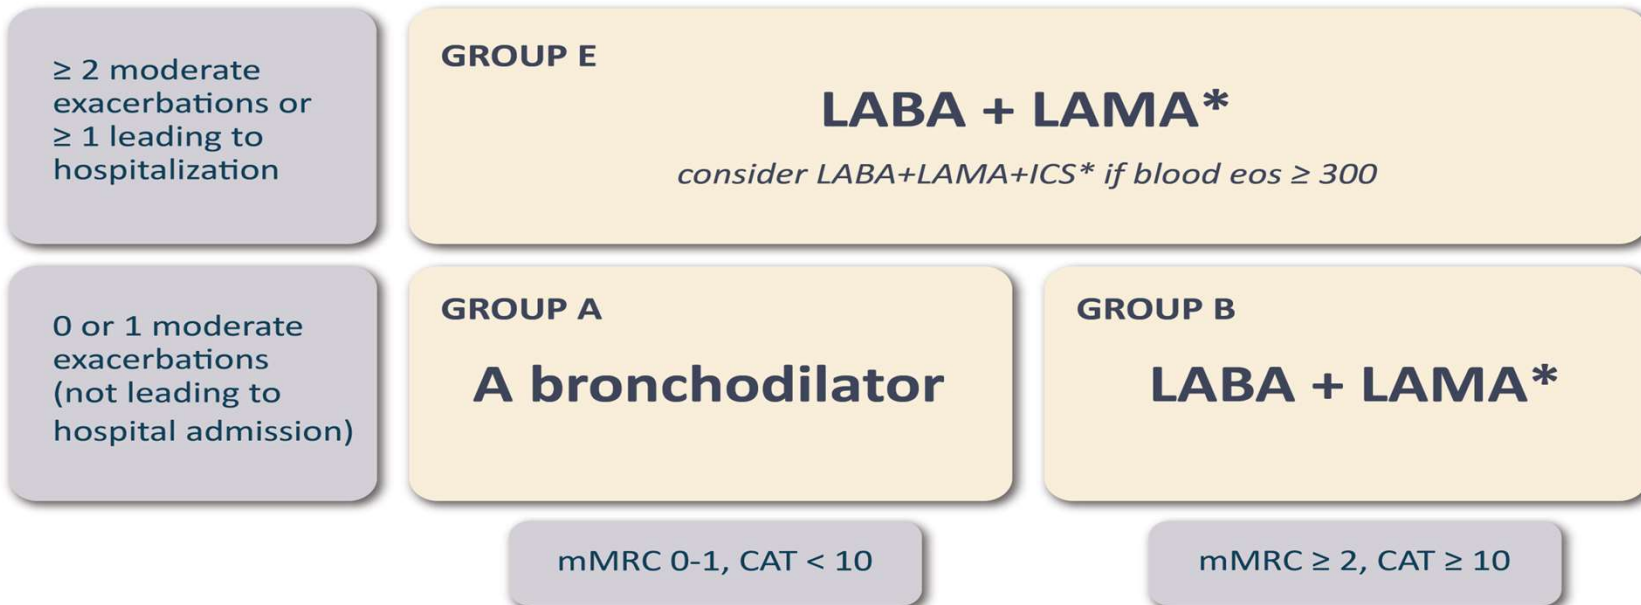 ≥ 2 moderate
exacerbations or
≥ 1 leading to
hospitalization
GROUP E
LABA + LAMA*
consider LABA+LAMA+ICS* if blood eos ≥ 300
0 or 1 moderate
exacerbations
(not leading to
hospital admission)
GROUP A
A bronchodilator
GROUP B
LABA + LAMA*
mMRC 0-1, CAT < 10
mMRC ≥ 2, CAT ≥ 10